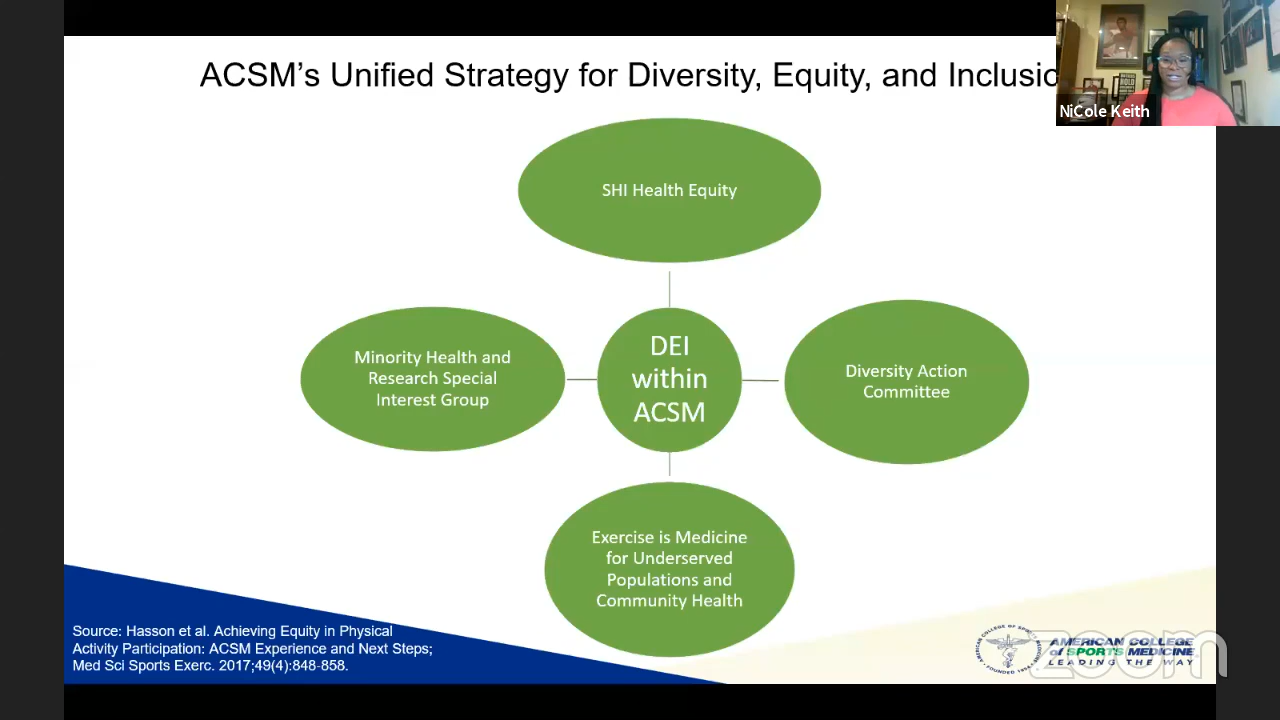 ACSM's Unified Strategy for Diversity, Equity, and Inclusio
NiCole Keith
SHI Health Equity
Minority Health and
Research Special
Interest Group
DEI
within
ACSM
Diversity Action
Committee
Exercise is Medicine
for Underserved
Populations and
Community Health
Source: Hasson et al. Achieving Equity in Physical
Activity Participation: ACSM Experience and Next Steps;
Med Sci Sports Exerc. 2017;49(4):848-858.
AMERICAN COLLEGE
of SPORTS MEDICINE
LEADING THE WAY
zoom